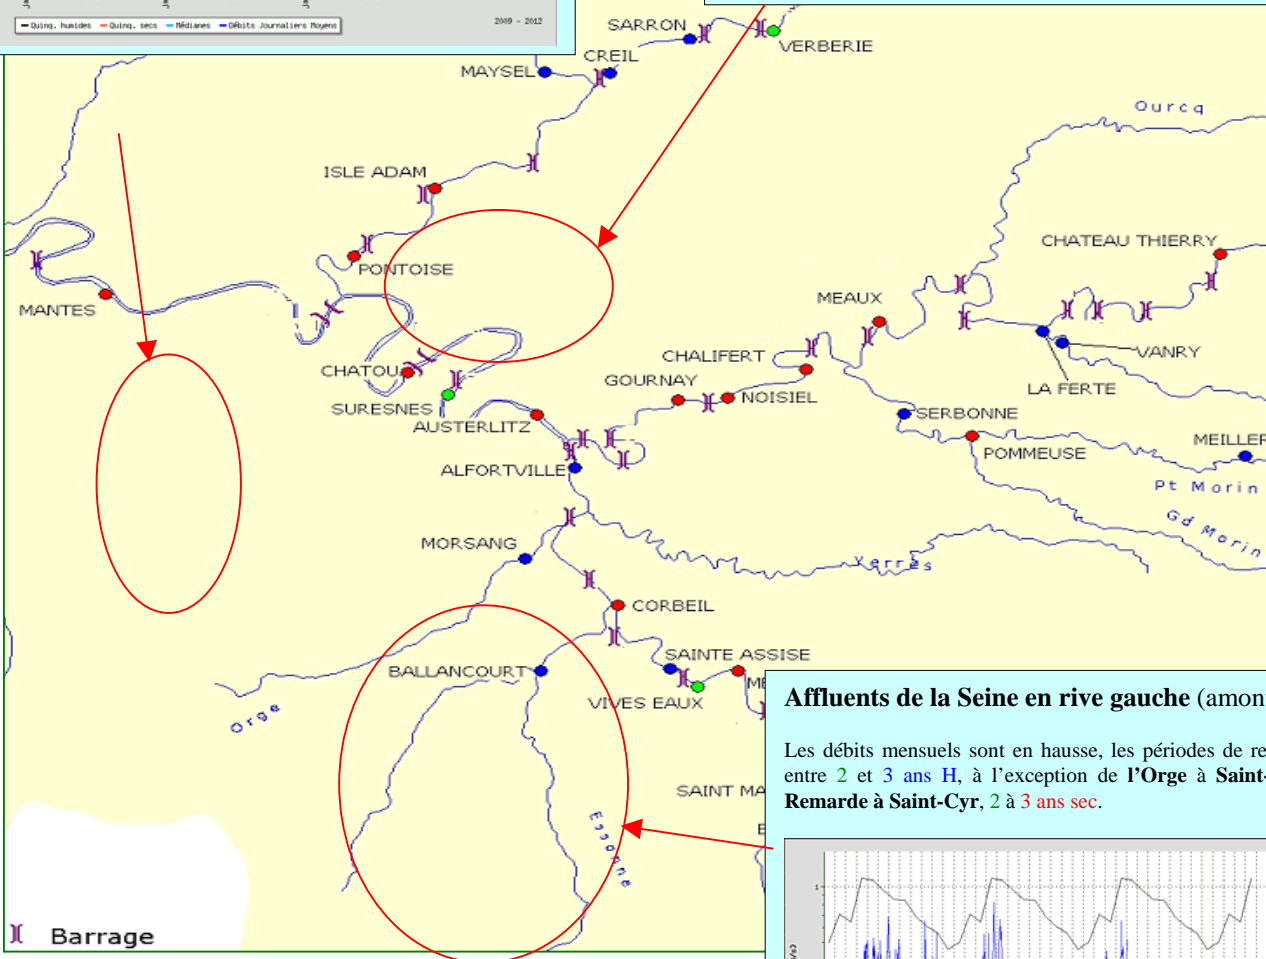 Quinq. humides Quinq. secs Médianes Débits Journaliers Moyens
2009 - 2012
SARRON
VERBERIE
CREIL
MAYSEL
Ourcq
ISLE ADAM
CHATEAU THIERRY
PONTOISE
MEAUX
MANTES
CHALIFERT
VANRY
CHATOU
GOURNAY
LA FERTE
NOISIEL
SURESNES
SERBONNE
AUSTERLITZ
MEILLER
POMMEUSE
ALFORTVILLE
Pt Morin
Gd Morin
MORSANG
Yerres
CORBEIL
SAINTE ASSISE
BALLANCOURT
ME
VIVES EAUX
Orge
Affluents de la Seine en rive gauche (amon
Les débits mensuels sont en hausse, les périodes de re
entre 2 et 3 ans H, à l'exception de l'Orge à Saint-
Remarde à Saint-Cyr, 2 à 3 ans sec.
SAINT MA
Essonne
E
1
Barrage